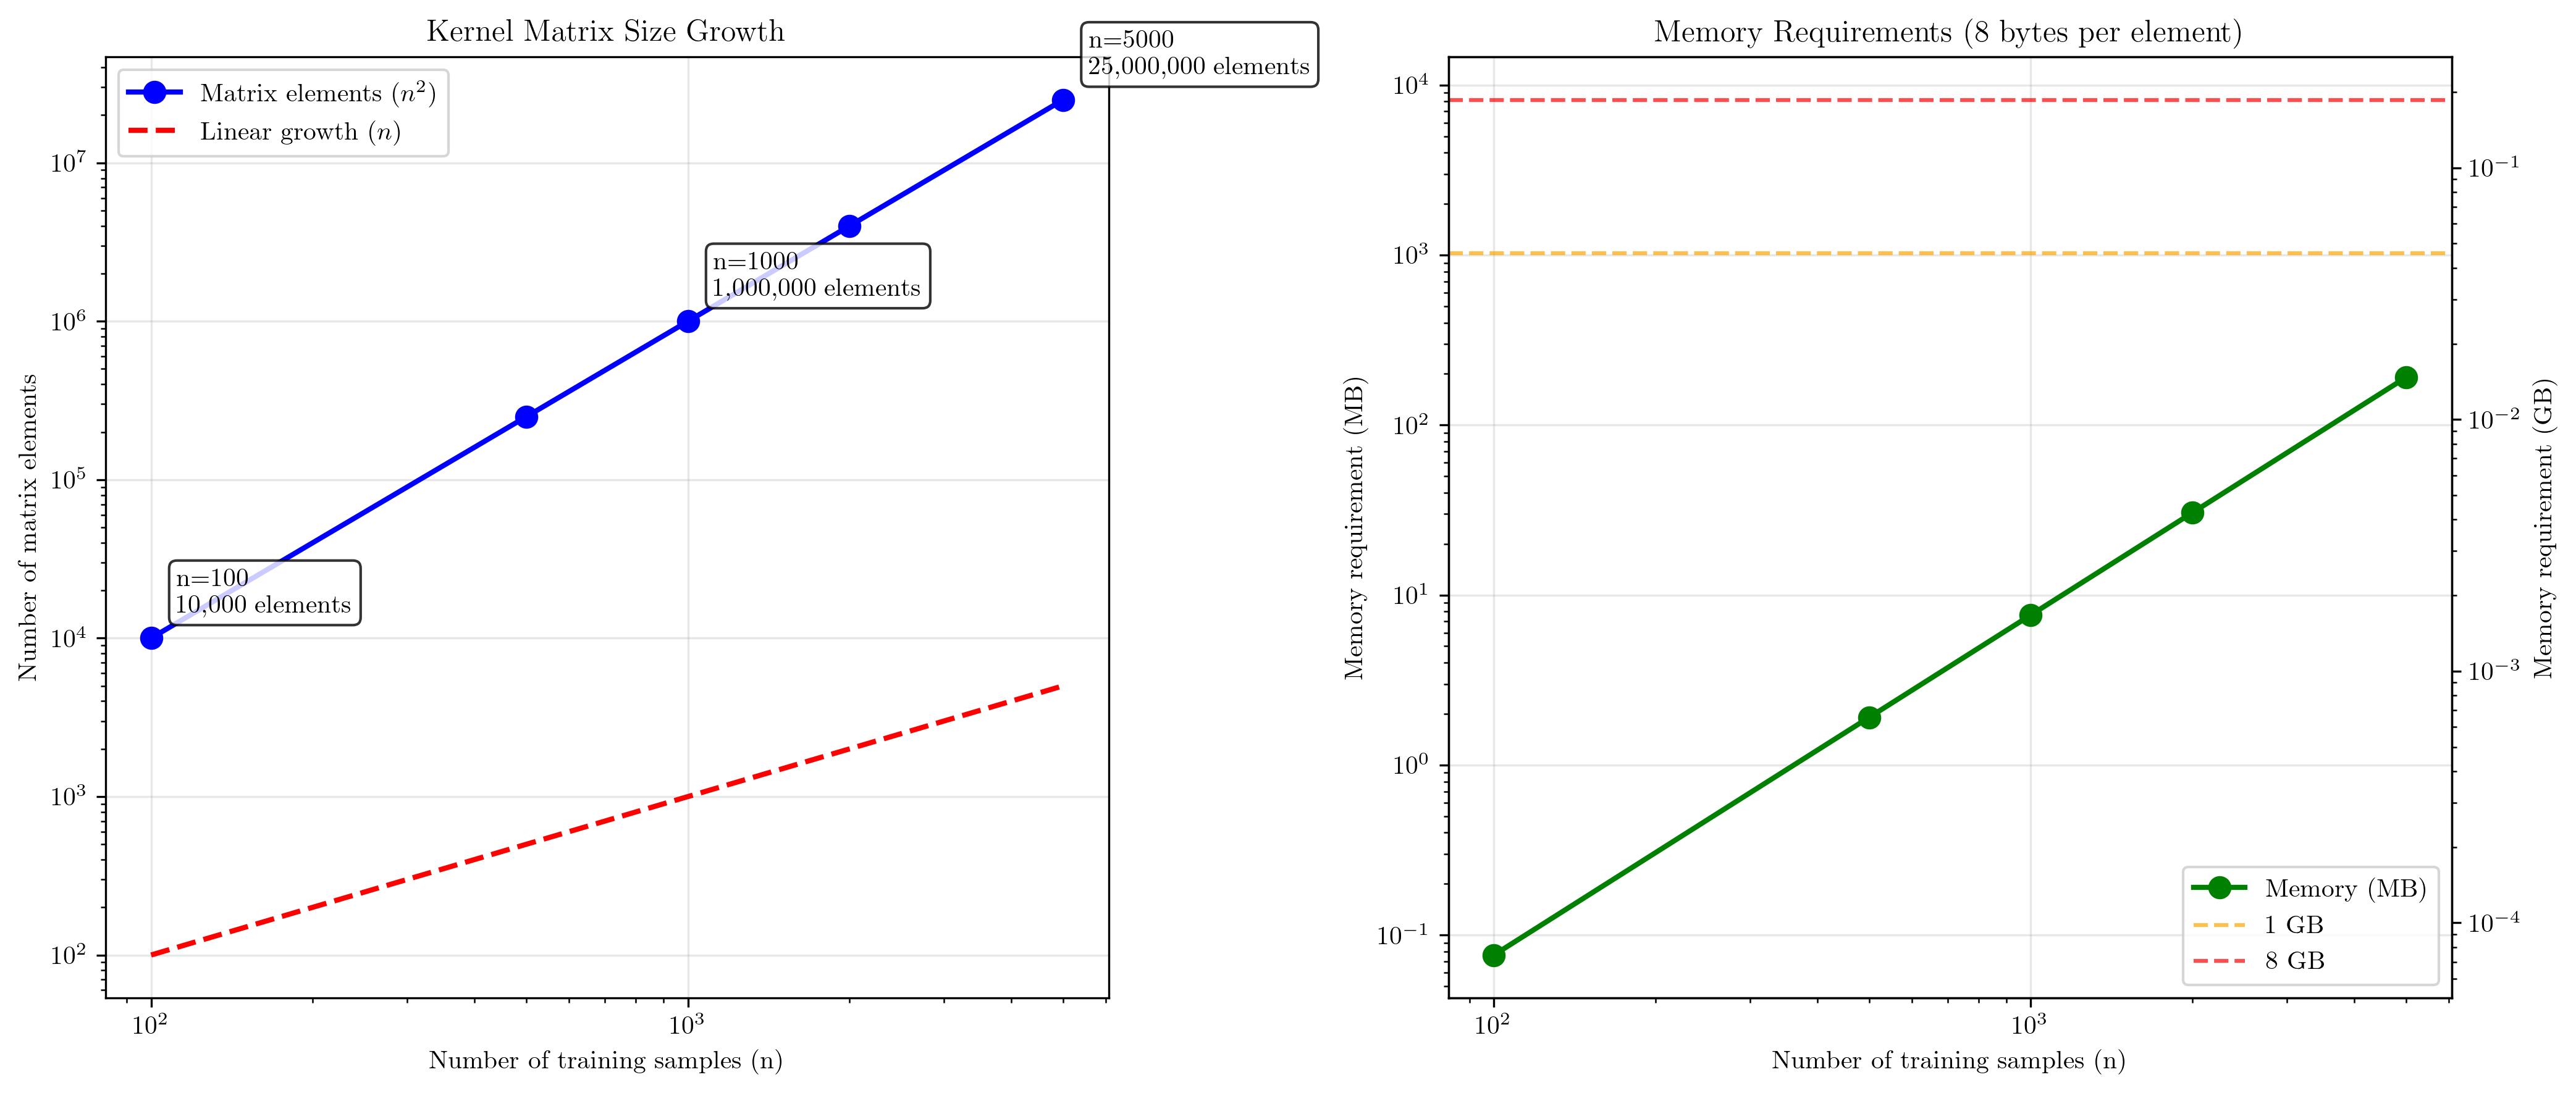 Kernel Matrix Size Growth
Matrix elements (n²)
Linear growth (n)
n=5000
25,000,000 elements
n=1000
1,000,000 elements
n=100
10,000 elements
Number of matrix elements
10⁷
10⁶
10⁵
10⁴
10³
10²
10²
10³
Number of training samples (n)
Memory Requirements (8 bytes per element)
Memory requirement (MB)
10⁴
10³
10²
10¹
10⁰
10⁻¹
10²
10³
Number of training samples (n)
Memory (MB)
1 GB
8 GB
10⁻¹
10⁻²
10⁻³
10⁻⁴
Memory requirement (GB)